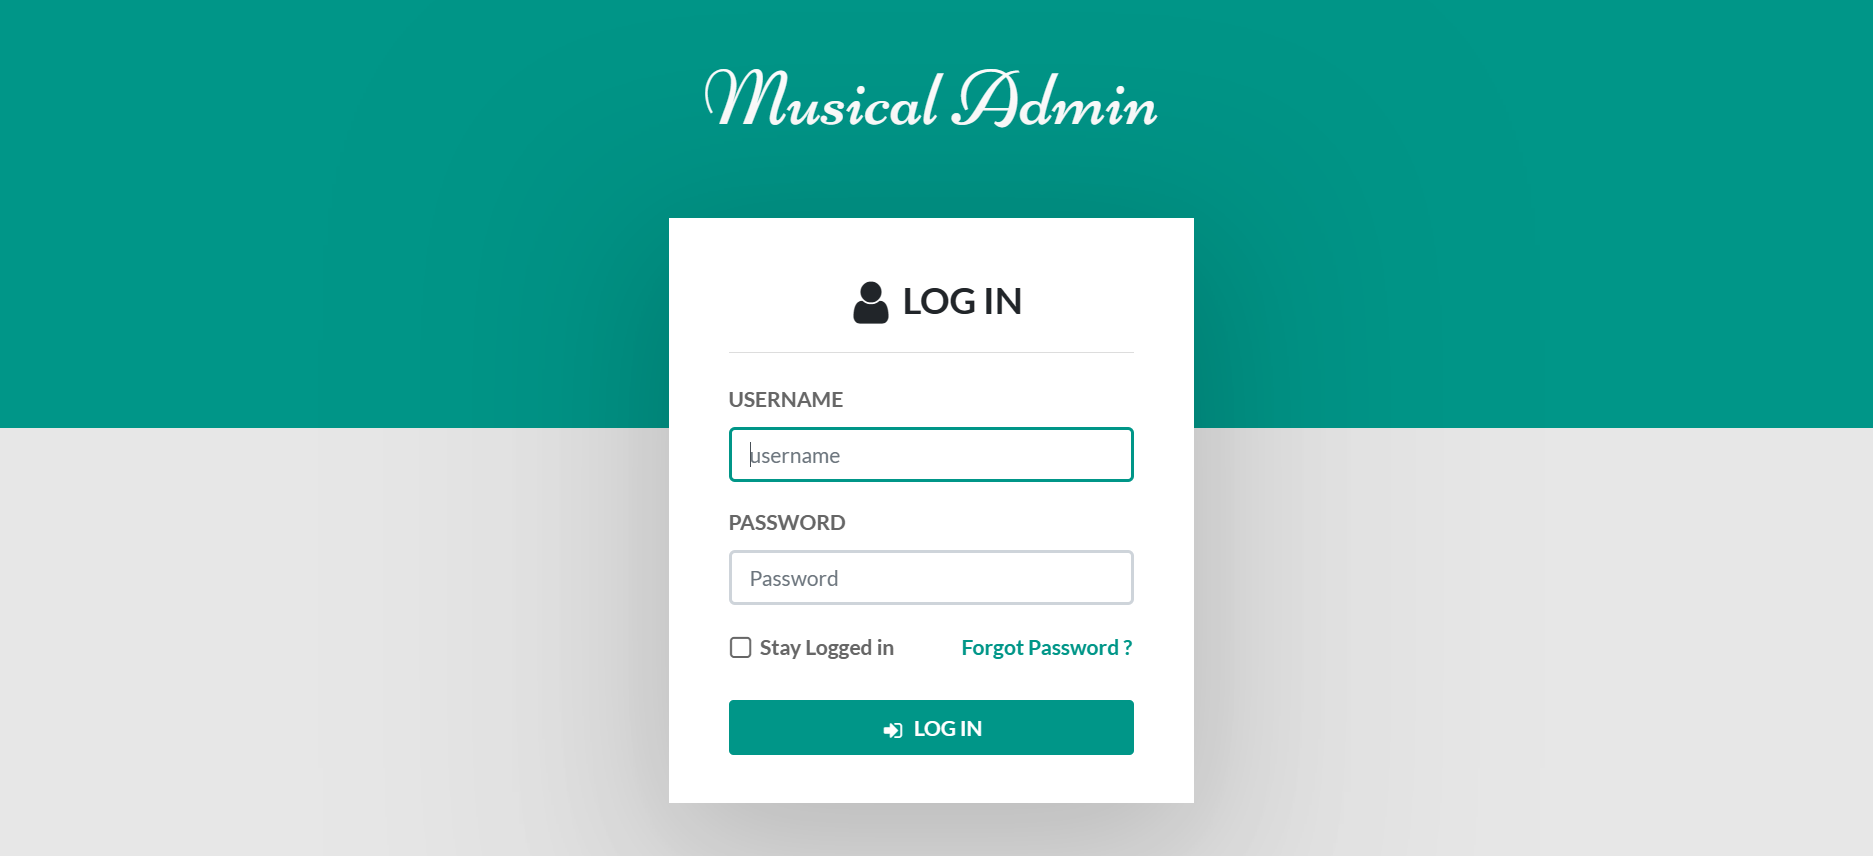 Musical Admin
LOG IN
USERNAME
username
PASSWORD
Password
Stay Logged in Forgot Password ?
LOG IN